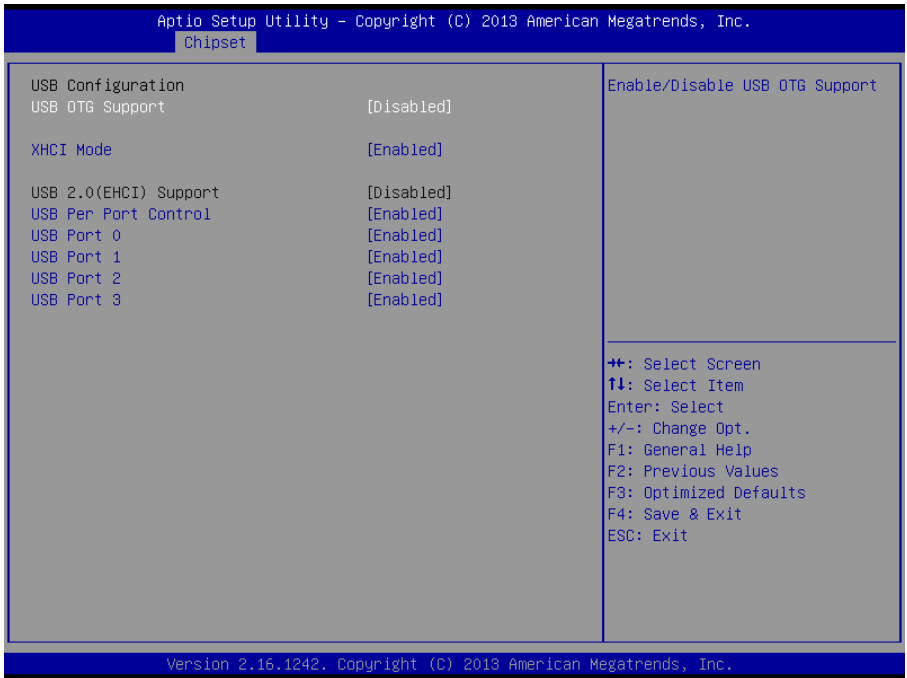 Aptio Setup Utility – Copyright (C) 2013 American Megatrends, Inc.
Chipset
USB Configuration
USB OTG Support [Disabled]
XHCI Mode [Enabled]
USB 2.0(EHCI) Support [Disabled]
USB Per Port Control [Enabled]
USB Port 0 [Enabled]
USB Port 1 [Enabled]
USB Port 2 [Enabled]
USB Port 3 [Enabled]
Enable/Disable USB OTG Support
→←: Select Screen
↑↓: Select Item
Enter: Select
+/-: Change Opt.
F1: General Help
F2: Previous Values
F3: Optimized Defaults
F4: Save & Exit
ESC: Exit
Version 2.16.1242. Copyright (C) 2013 American Megatrends, Inc.